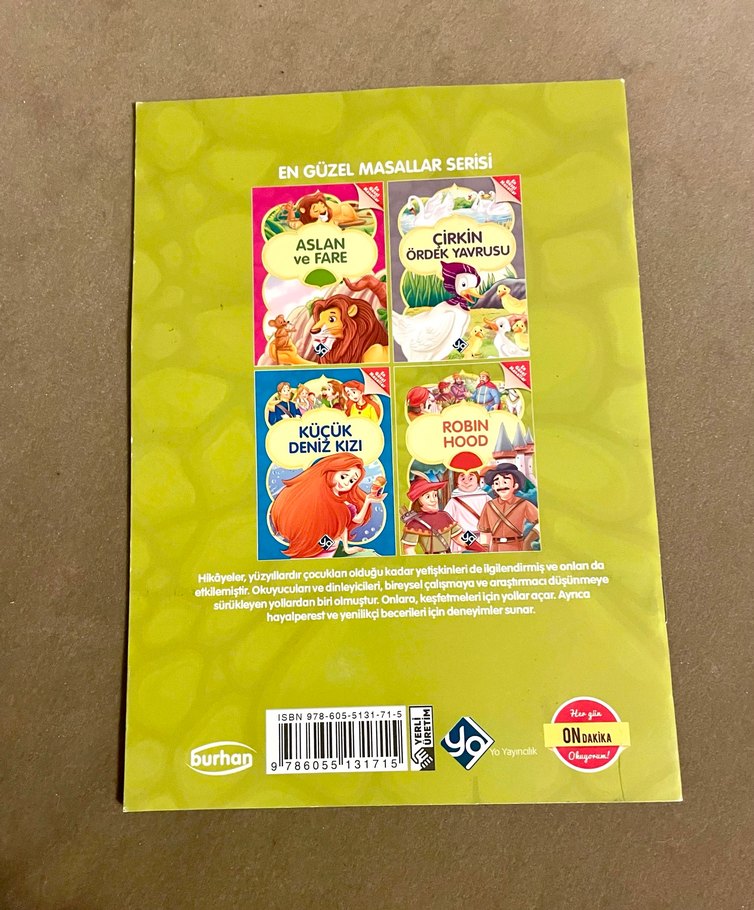 EN GÜZEL MASALLAR SERİSİ
ASLAN
ve FARE
ÇİRKİN
ÖRDEK YAVRUSU
KÜÇÜK
DENİZ KIZI
ROBIN
HOOD
Hikâyeler, yüzyıllardır çocukları olduğu kadar yetişkinleri de ilgilendirmiş ve onları da
etkilemiştir. Okuyucuları ve dinleyicileri, bireysel çalışmaya ve araştırmacı düşünmeye
sürükleyen yollardan biri olmuştur. Onlara, keşfetmeleri için yollar açar. Ayrıca
hayalperest ve yenilikçi becerileri için deneyimler sunar.
burhan
ISBN 978-605-5131-71-5
9 786055 131715
YERLİ
ÜRETİM
yo
Yo Yayıncılık
Her gün
ON DAKİKA
Okuyorum!